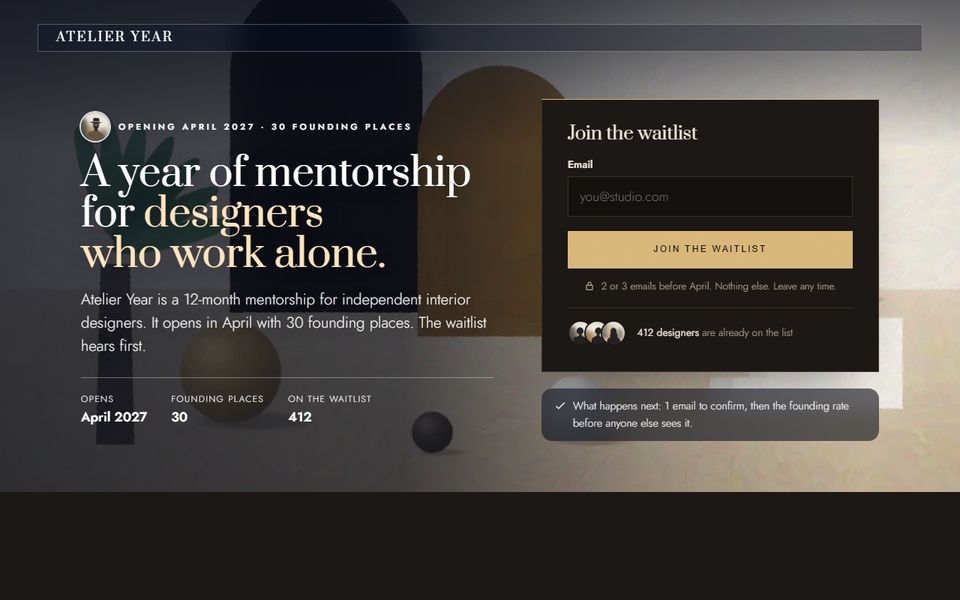 ATELIER YEAR
OPENING APRIL 2027 · 30 FOUNDING PLACES
A year of mentorship
for designers
who work alone.
Atelier Year is a 12-month mentorship for independent interior
designers. It opens in April with 30 founding places. The waitlist
hears first.
OPENS
April 2027
FOUNDING PLACES
30
ON THE WAITLIST
412
Join the waitlist
Email
you@studio.com
JOIN THE WAITLIST
2 or 3 emails before April. Nothing else. Leave any time.
412 designers are already on the list
What happens next: 1 email to confirm, then the founding rate
before anyone else sees it.